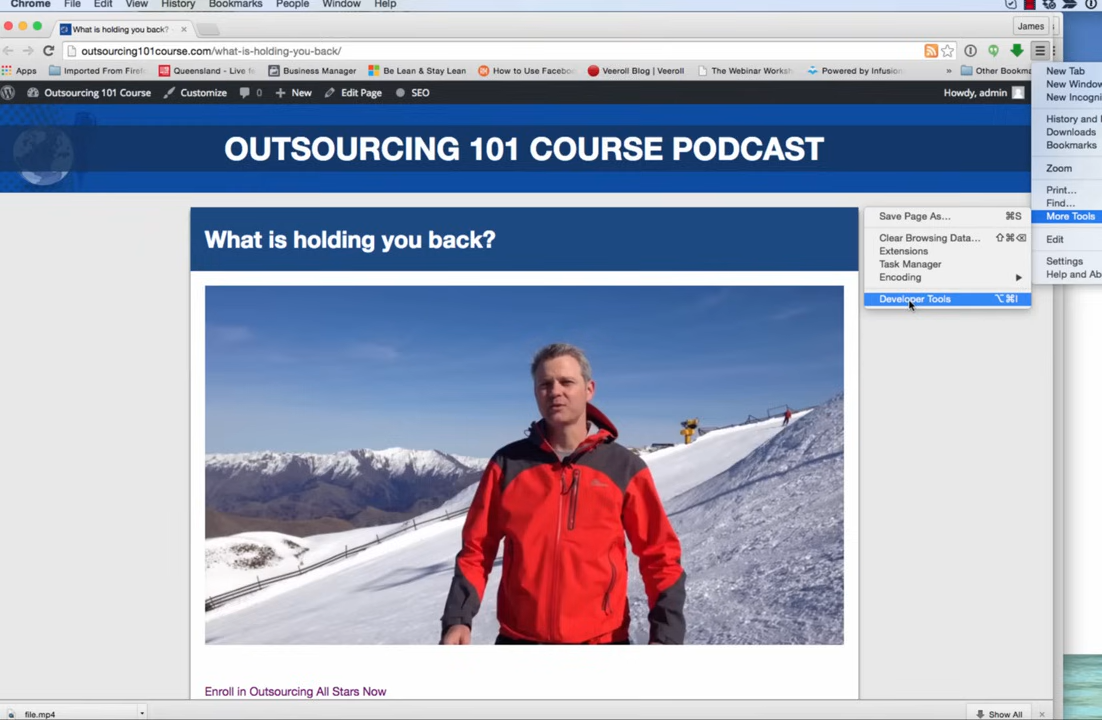 Chrome File Edit View History Bookmarks People Window Help
What is holding you back?
James
outsourcing101course.com/what-is-holding-you-back/
Apps Imported From Firef Queensland - Live f Business Manager Be Lean & Stay Lean How to Use Faceboo Veeroll Blog | Veeroll The Webinar Worksh Powered by Infusion » Other Bookma
Outsourcing 101 Course Customize 0 + New Edit Page SEO Howdy, admin
New Tab
New Window
New Incogni
History and
Downloads
Bookmarks
Zoom
Print...
Find...
More Tools
Edit
Settings
Help and Ab
Save Page As... ⌘S
Clear Browsing Data... ⇧⌘⌫
Extensions
Task Manager
Encoding
Developer Tools ⌥⌘I
OUTSOURCING 101 COURSE PODCAST
What is holding you back?
Enroll in Outsourcing All Stars Now
file.mp4
Show All